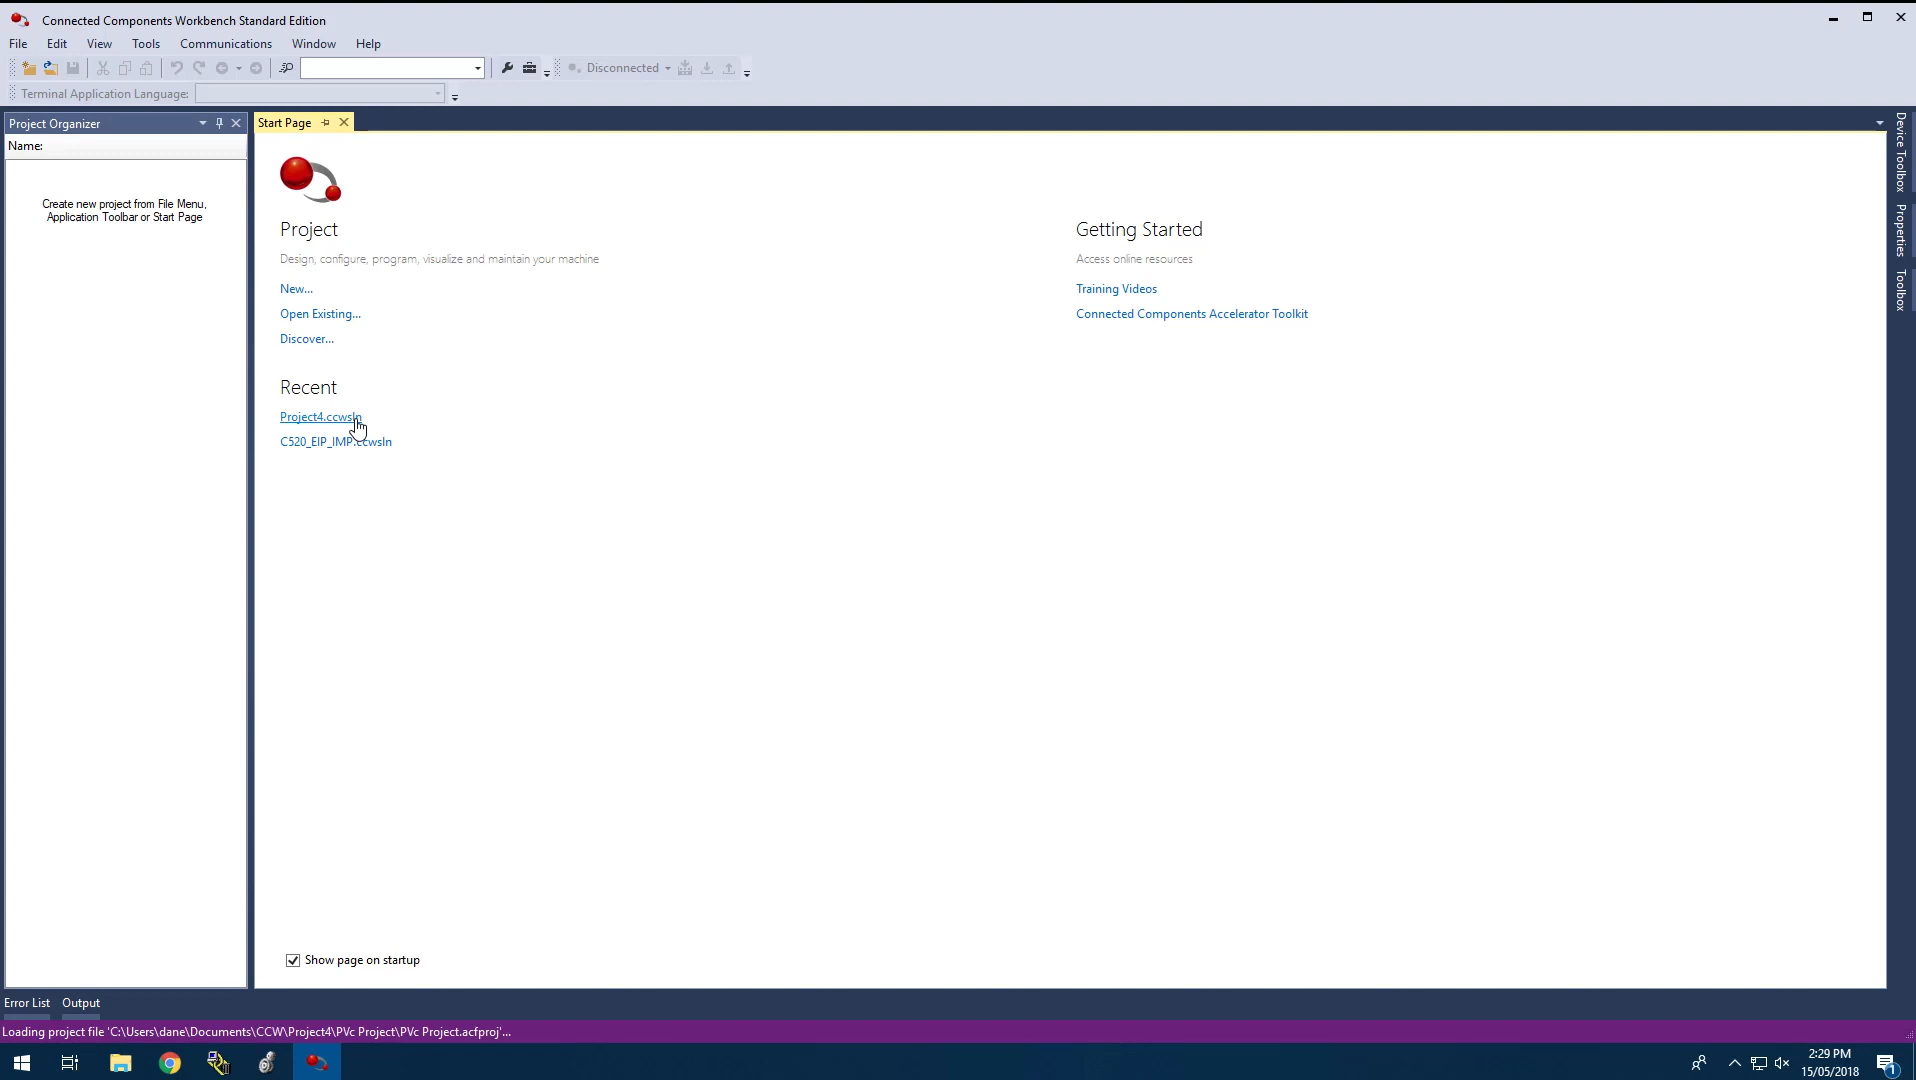 Connected Components Workbench Standard Edition
File Edit View Tools Communications Window Help
Disconnected
Terminal Application Language:
Project Organizer
Name:
Create new project from File Menu,
Application Toolbar or Start Page
Start Page
Project
Design, configure, program, visualize and maintain your machine
New...
Open Existing...
Discover...
Recent
Project4.ccwsln
C520_EIP_IMP.ccwsln
Getting Started
Access online resources
Training Videos
Connected Components Accelerator Toolkit
Show page on startup
Device Toolbox
Properties
Toolbox
Error List Output
Loading project file 'C:\Users\dane\Documents\CCW\Project4\PVc Project\PVc Project.acfproj'...
2:29 PM
15/05/2018
1